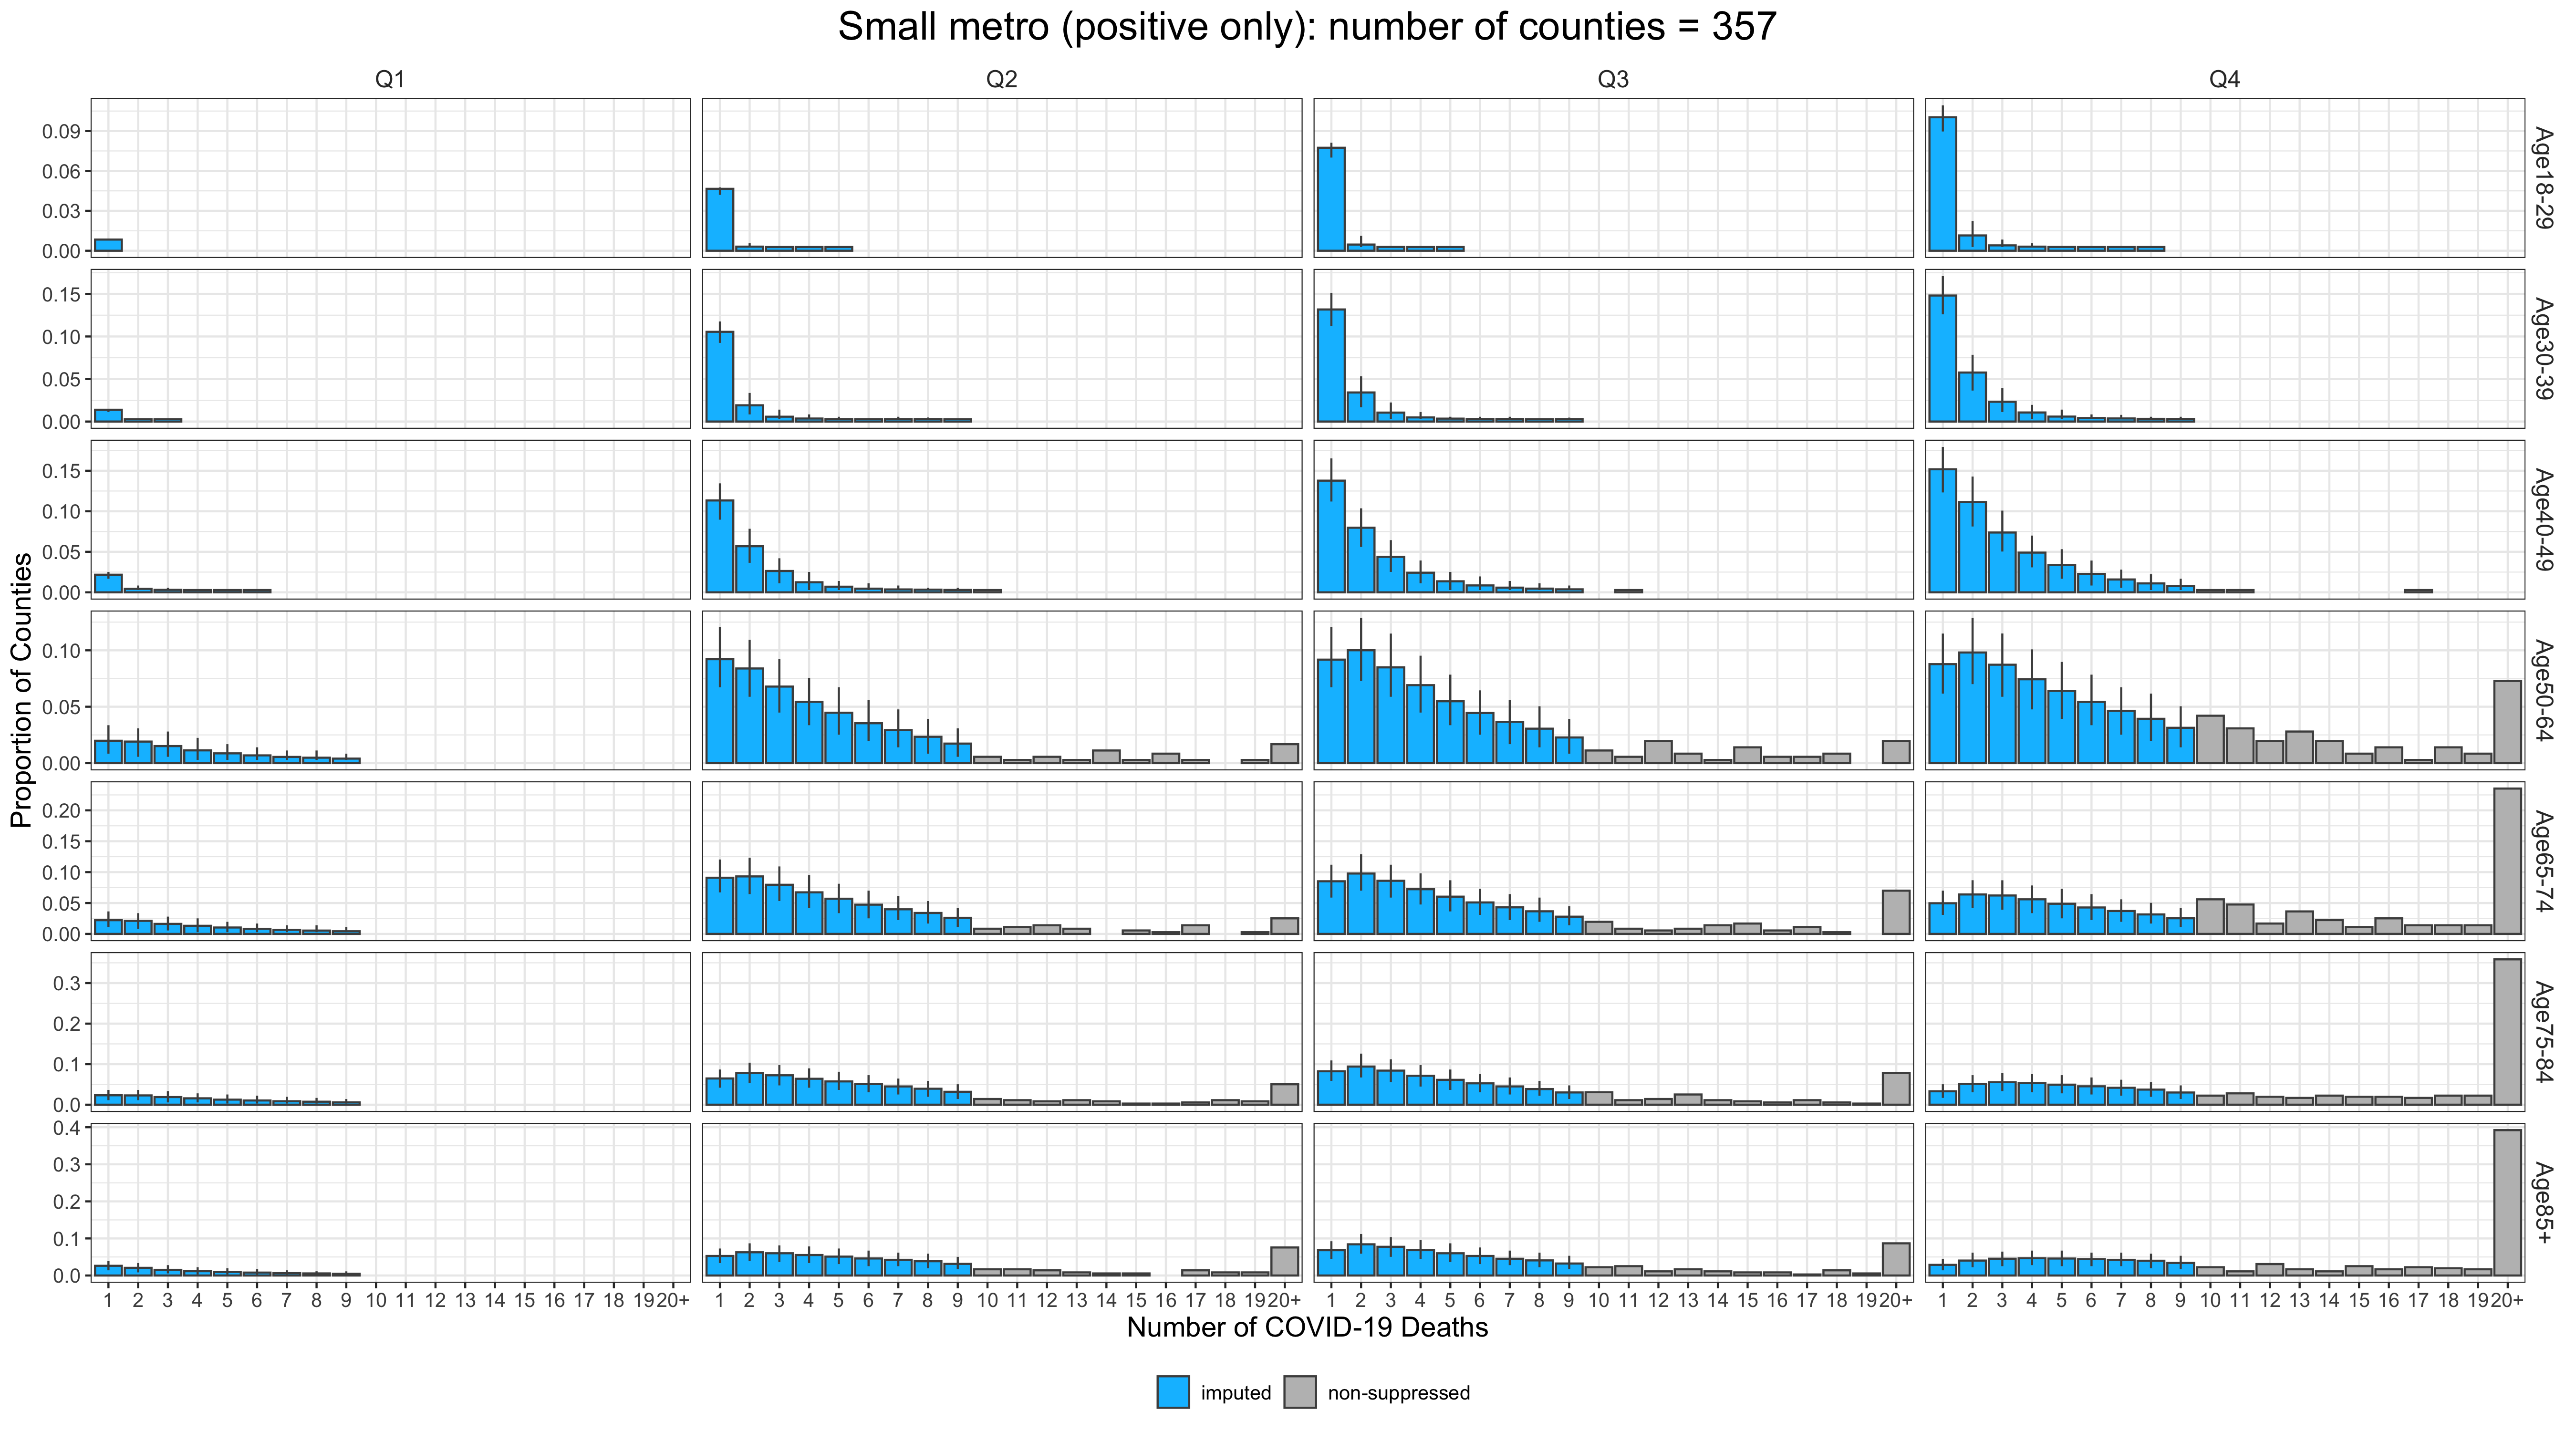 Small metro (positive only): number of counties = 357
Q1 Q2 Q3 Q4
Proportion of Counties
0.09
0.06
0.03
0.00
Age18-29
0.15
0.10
0.05
0.00
Age30-39
0.15
0.10
0.05
0.00
Age40-49
0.10
0.05
0.00
Age50-64
0.20
0.15
0.10
0.05
0.00
Age65-74
0.3
0.2
0.1
0.0
Age75-84
0.4
0.3
0.2
0.1
0.0
Age85+
1 2 3 4 5 6 7 8 9 10 11 12 13 14 15 16 17 18 19 20+ 1 2 3 4 5 6 7 8 9 10 11 12 13 14 15 16 17 18 19 20+ 1 2 3 4 5 6 7 8 9 10 11 12 13 14 15 16 17 18 19 20+ 1 2 3 4 5 6 7 8 9 10 11 12 13 14 15 16 17 18 19 20+
Number of COVID-19 Deaths
imputed non-suppressed